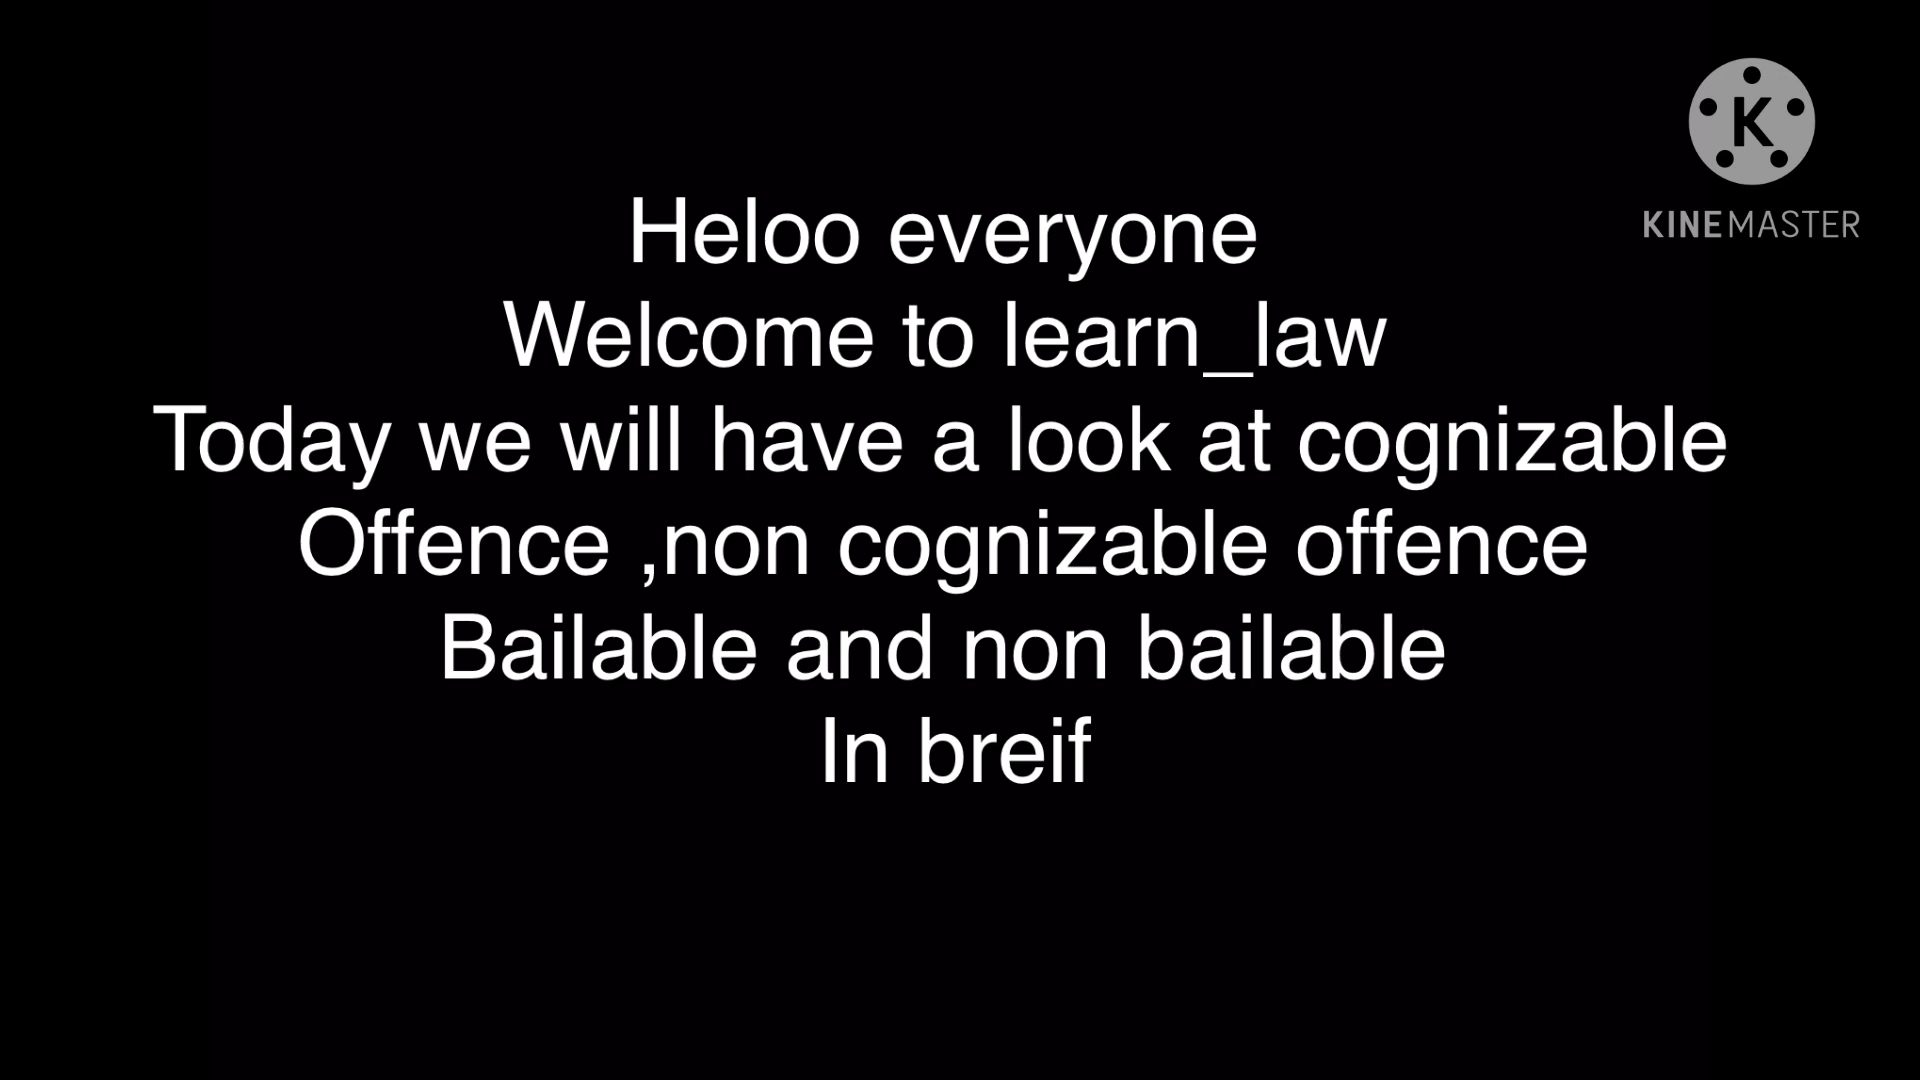 K
KINEMASTER
Heloo everyone
Welcome to learn_law
Today we will have a look at cognizable
Offence ,non cognizable offence
Bailable and non bailable
In breif